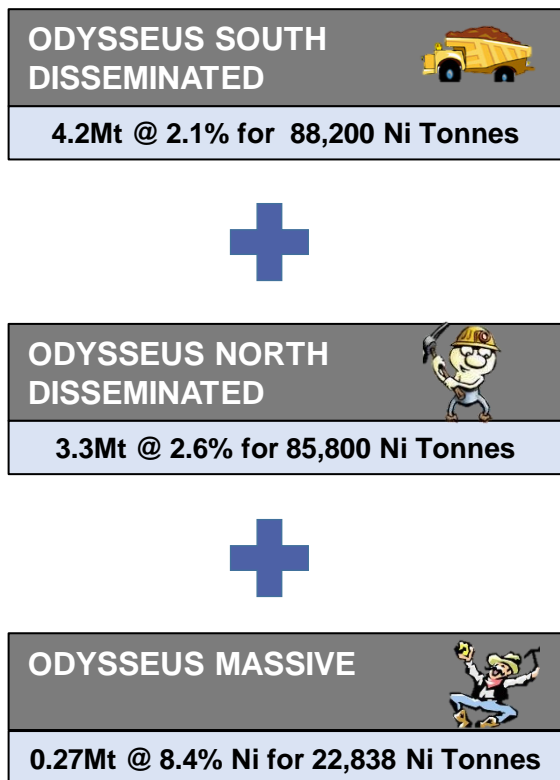 ODYSSEUS SOUTH
DISSEMINATED
4.2Mt @ 2.1% for 88,200 Ni Tonnes
ODYSSEUS NORTH
DISSEMINATED
3.3Mt @ 2.6% for 85,800 Ni Tonnes
ODYSSEUS MASSIVE
0.27Mt @ 8.4% Ni for 22,838 Ni Tonnes